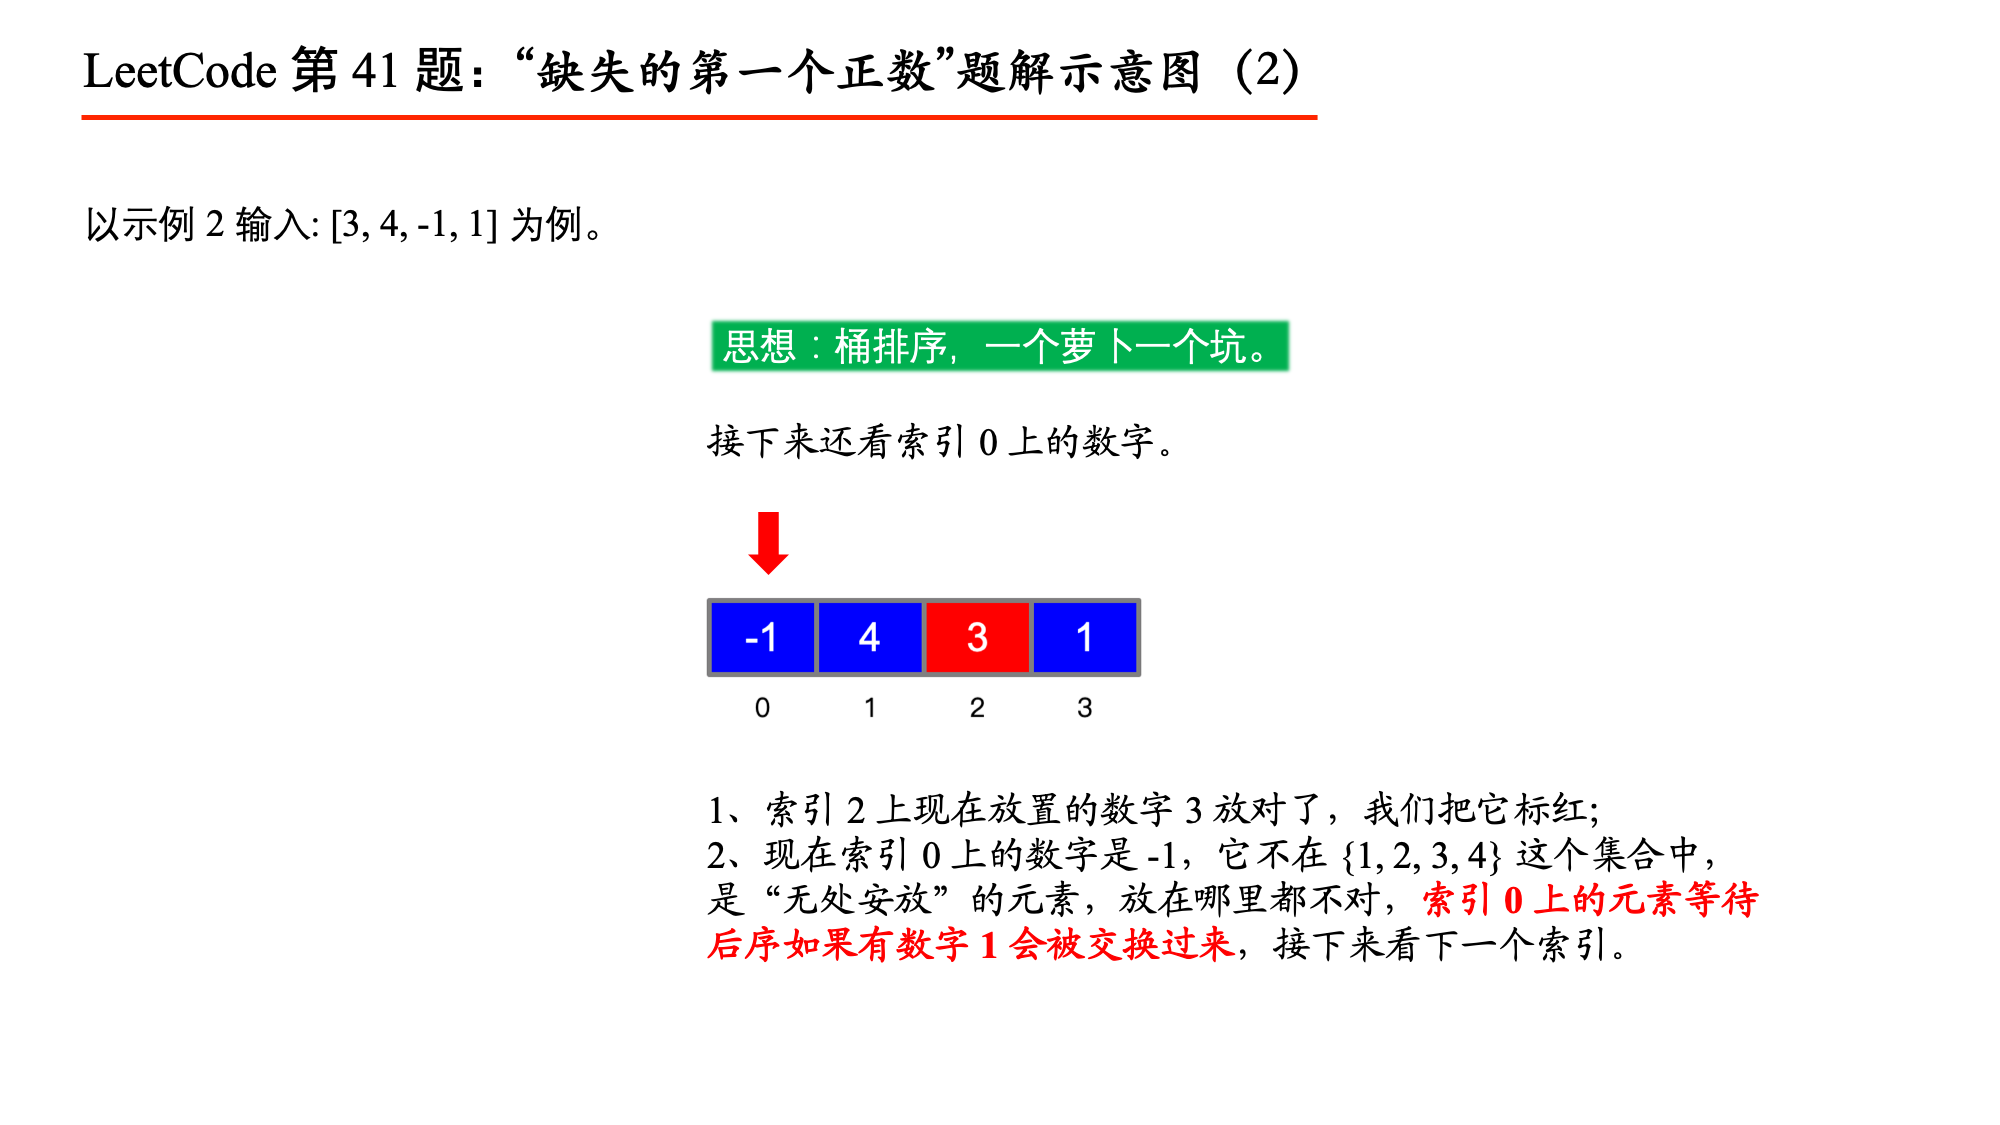 LeetCode 第 41 题：“缺失的第一个正数”题解示意图（2）
以示例 2 输入: [3, 4, -1, 1] 为例。
思想：桶排序，一个萝卜一个坑。
接下来还看索引 0 上的数字。
-1 4 3 1
0 1 2 3
1、索引 2 上现在放置的数字 3 放对了，我们把它标红；
2、现在索引 0 上的数字是 -1，它不在 {1, 2, 3, 4} 这个集合中，
是“无处安放”的元素，放在哪里都不对，索引 0 上的元素等待
后序如果有数字 1 会被交换过来，接下来看下一个索引。